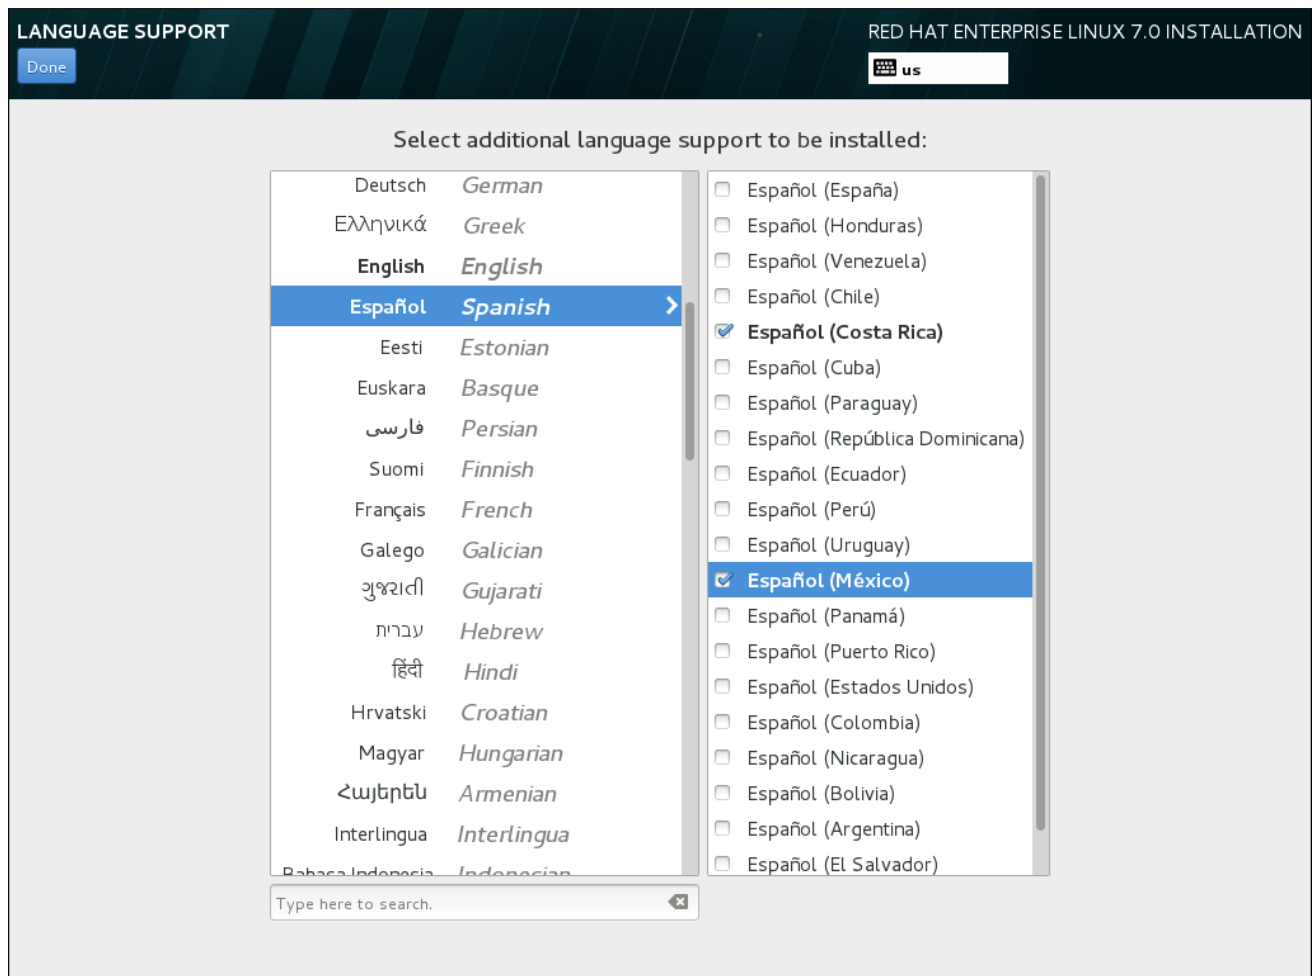 LANGUAGE SUPPORT
RED HAT ENTERPRISE LINUX 7.0 INSTALLATION
Done
us
Select additional language support to be installed:
Deutsch German
Ελληνικά Greek
English English
Español Spanish
Eesti Estonian
Euskara Basque
فارسی Persian
Suomi Finnish
Français French
Galego Galician
ગુજરાતી Gujarati
עברית Hebrew
हिंदी Hindi
Hrvatski Croatian
Magyar Hungarian
Հայերեն Armenian
Interlingua Interlingua
Bahasa Indonesia Indonesian
Español (España)
Español (Honduras)
Español (Venezuela)
Español (Chile)
Español (Costa Rica)
Español (Cuba)
Español (Paraguay)
Español (República Dominicana)
Español (Ecuador)
Español (Perú)
Español (Uruguay)
Español (México)
Español (Panamá)
Español (Puerto Rico)
Español (Estados Unidos)
Español (Colombia)
Español (Nicaragua)
Español (Bolivia)
Español (Argentina)
Español (El Salvador)
Type here to search.